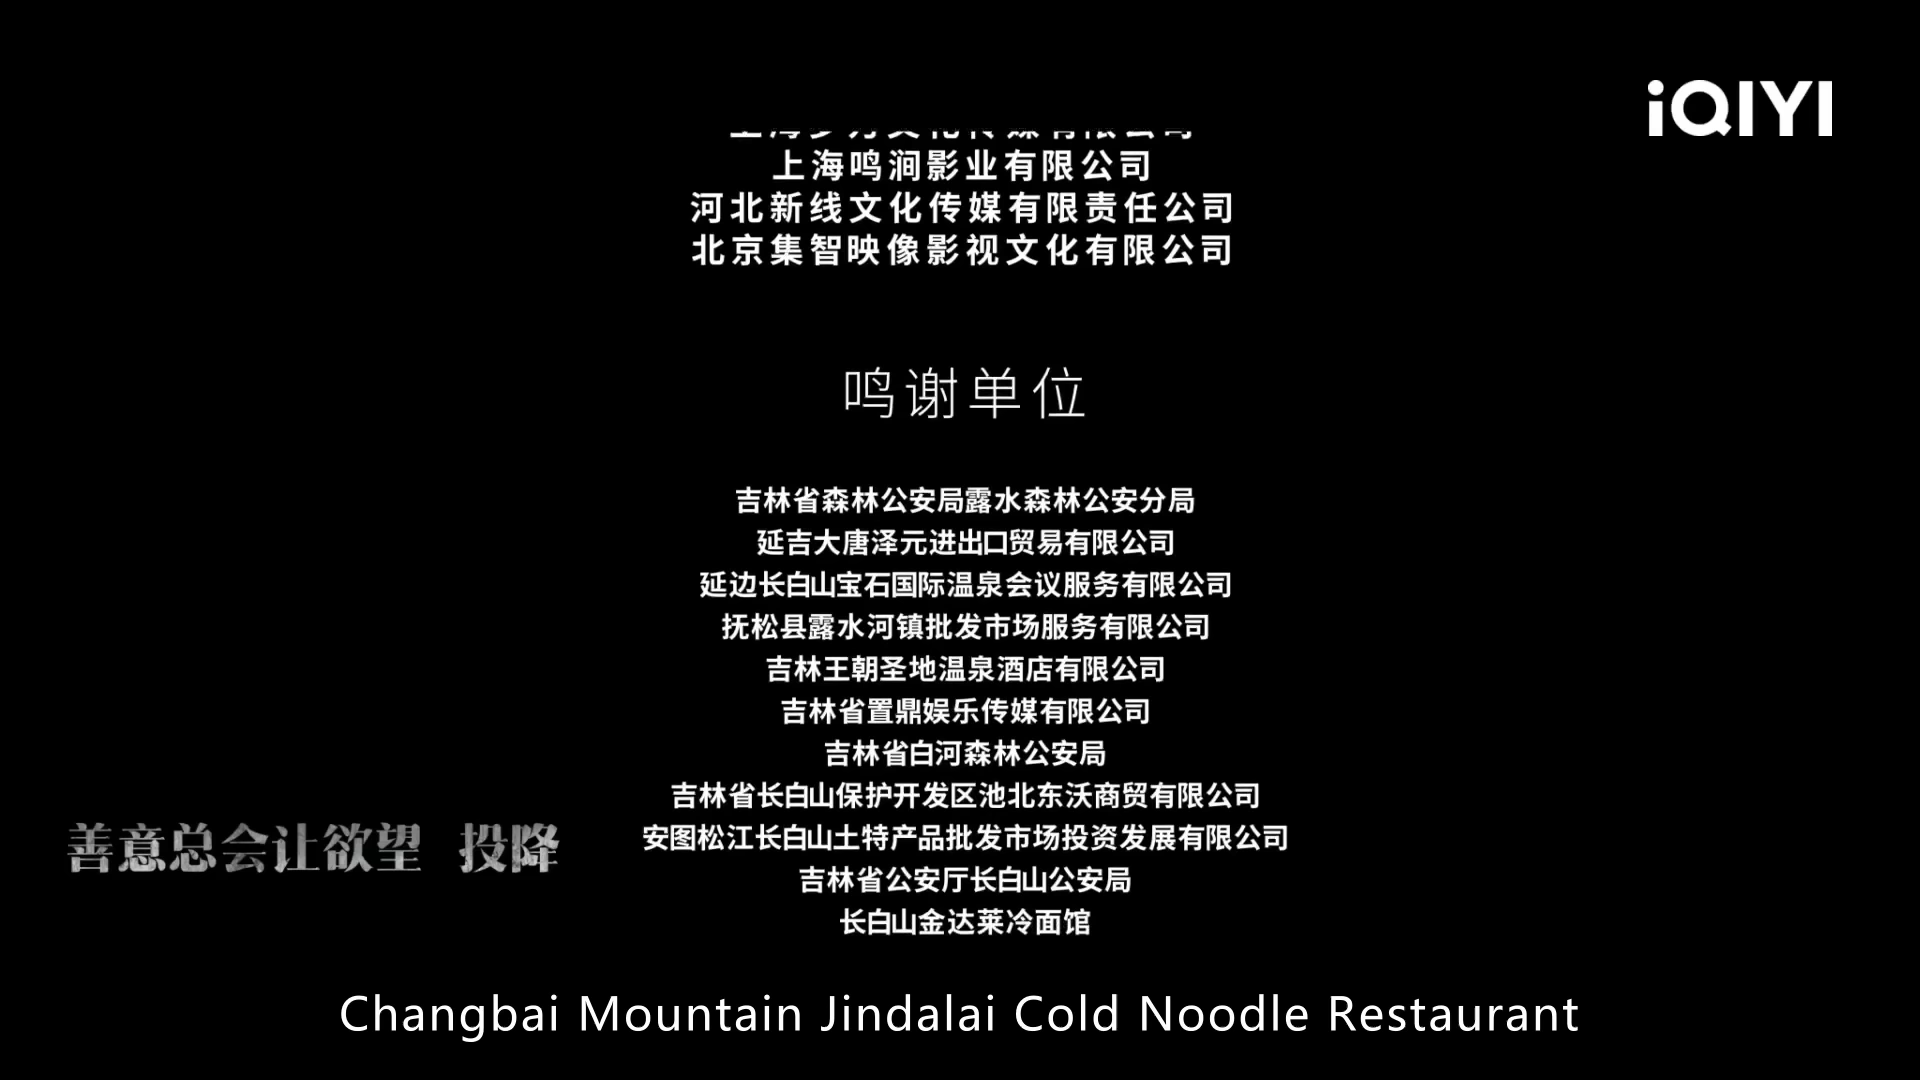 iQIYI
上海鸣涧影业有限公司
河北新线文化传媒有限责任公司
北京集智映像影视文化有限公司
鸣谢单位
吉林省森林公安局露水森林公安分局
延吉大唐泽元进出口贸易有限公司
延边长白山宝石国际温泉会议服务有限公司
抚松县露水河镇批发市场服务有限公司
吉林王朝圣地温泉酒店有限公司
吉林省置鼎娱乐传媒有限公司
吉林省白河森林公安局
吉林省长白山保护开发区池北东沃商贸有限公司
安图松江长白山土特产品批发市场投资发展有限公司
吉林省公安厅长白山公安局
长白山金达莱冷面馆
善意总会让欲望 投降
Changbai Mountain Jindalai Cold Noodle Restaurant